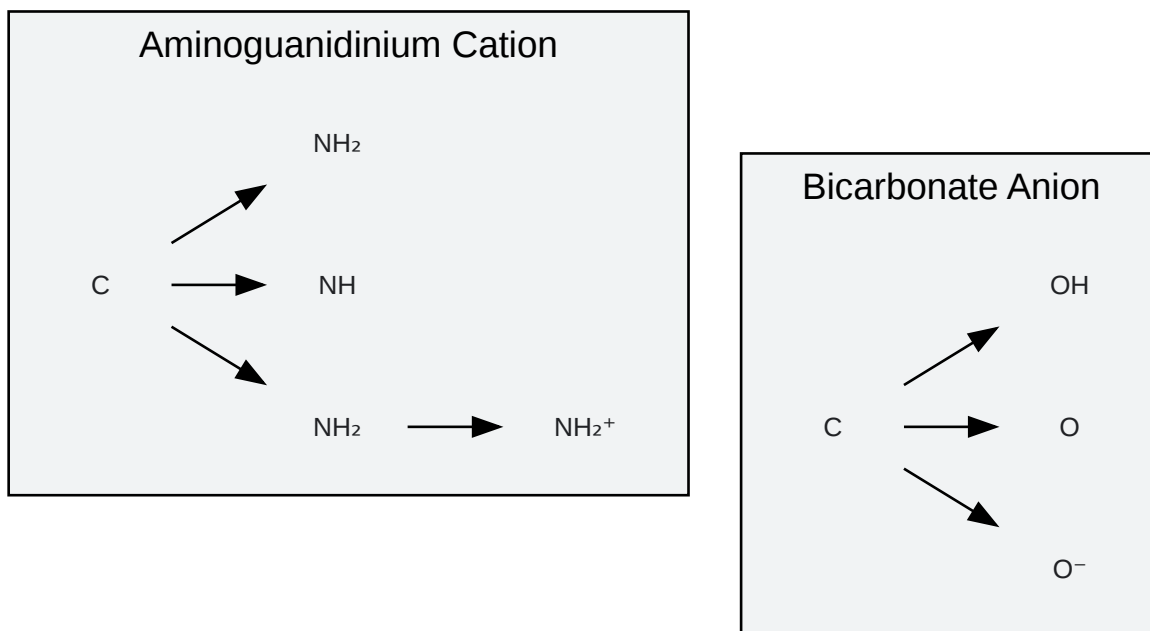 Aminoguanidinium Cation
NH₂
C
NH
NH₂
NH₂⁺
Bicarbonate Anion
OH
C
O
O⁻